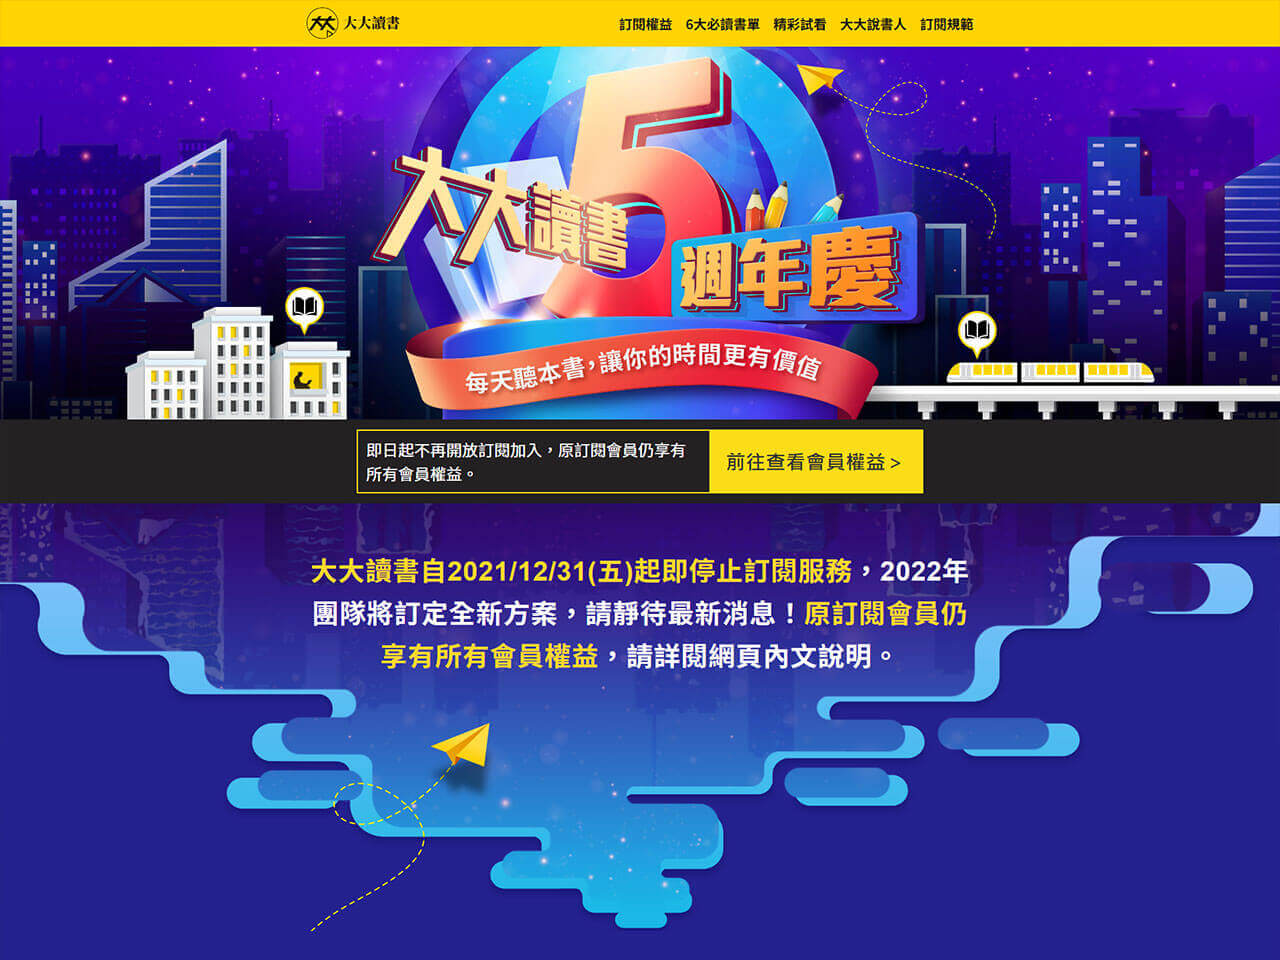 大大讀書
訂閱權益 6大必讀書單 精彩試看 大大說書人 訂閱規範
大大讀書
5
週年慶
每天聽本書,讓你的時間更有價值
即日起不再開放訂閱加入,原訂閱會員仍享有
所有會員權益。
前往查看會員權益 >
大大讀書自2021/12/31(五)起即停止訂閱服務,2022年
團隊將訂定全新方案,請靜待最新消息!原訂閱會員仍
享有所有會員權益,請詳閱網頁內文說明。